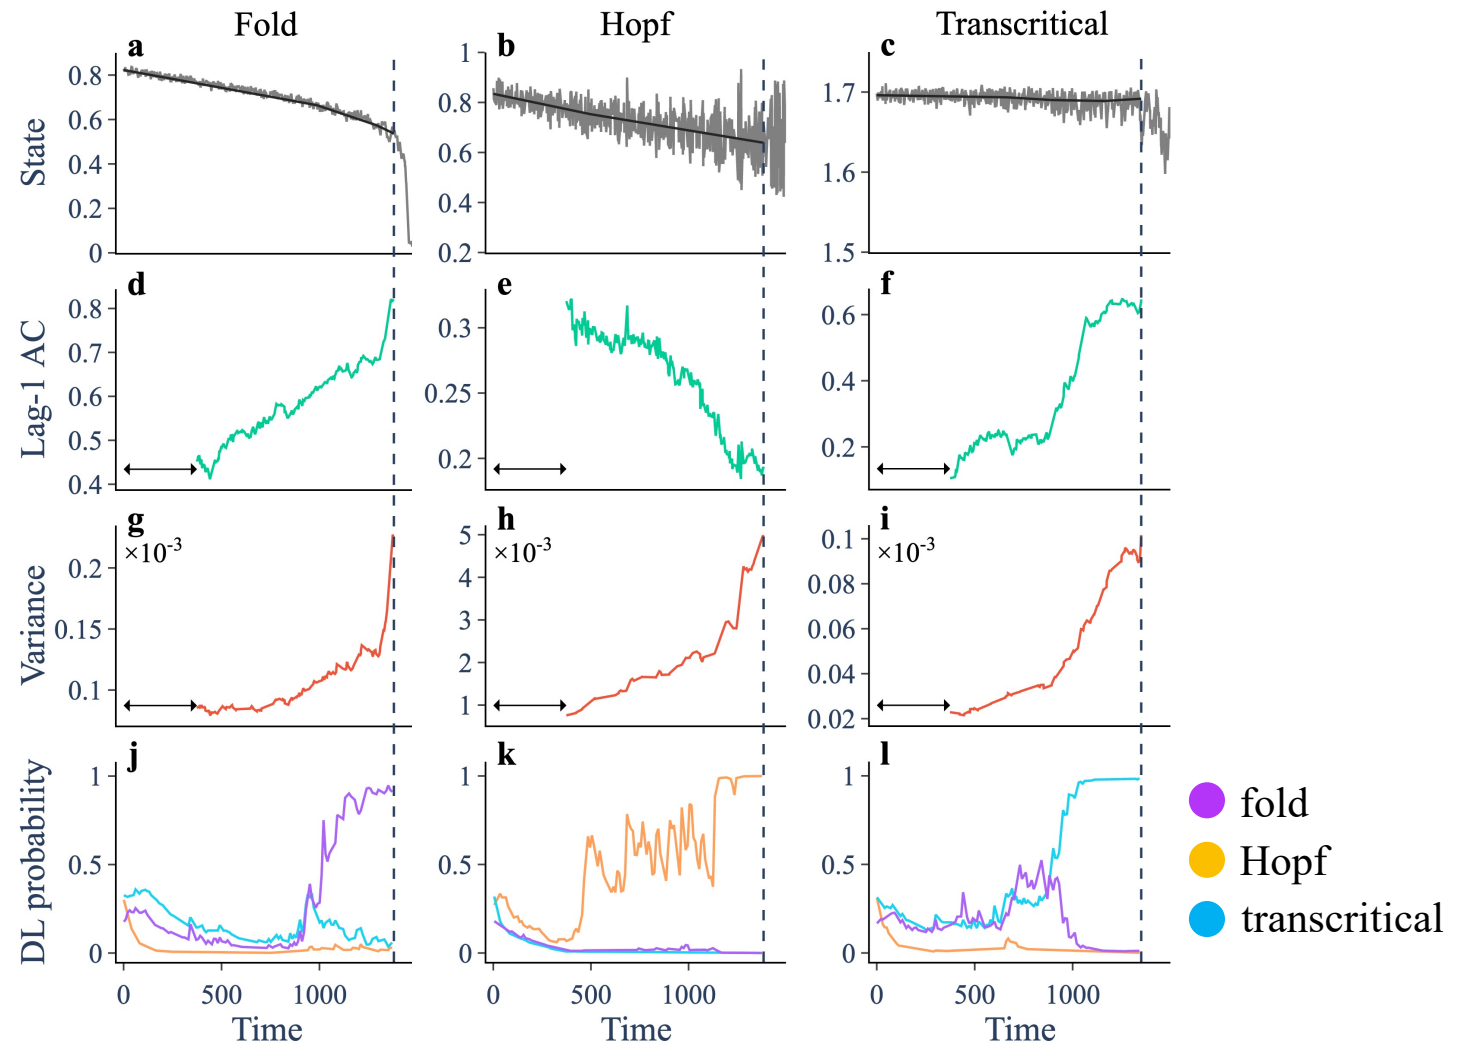 Fold
Hopf
Transcritical
a
b
c
State
0.8
0.6
0.4
0.2
0
1
0.8
0.6
0.4
0.2
1.7
1.6
1.5
d
e
f
Lag-1 AC
0.8
0.7
0.6
0.5
0.4
0.3
0.25
0.2
0.6
0.4
0.2
g
h
i
×10-3
×10-3
×10-3
Variance
0.2
0.15
0.1
5
4
3
2
1
0.1
0.08
0.06
0.04
0.02
j
k
l
DL probability
1
0.5
0
1
0.5
0
1
0.5
0
0 500 1000
0 500 1000
0 500 1000
Time
Time
Time
fold
Hopf
transcritical